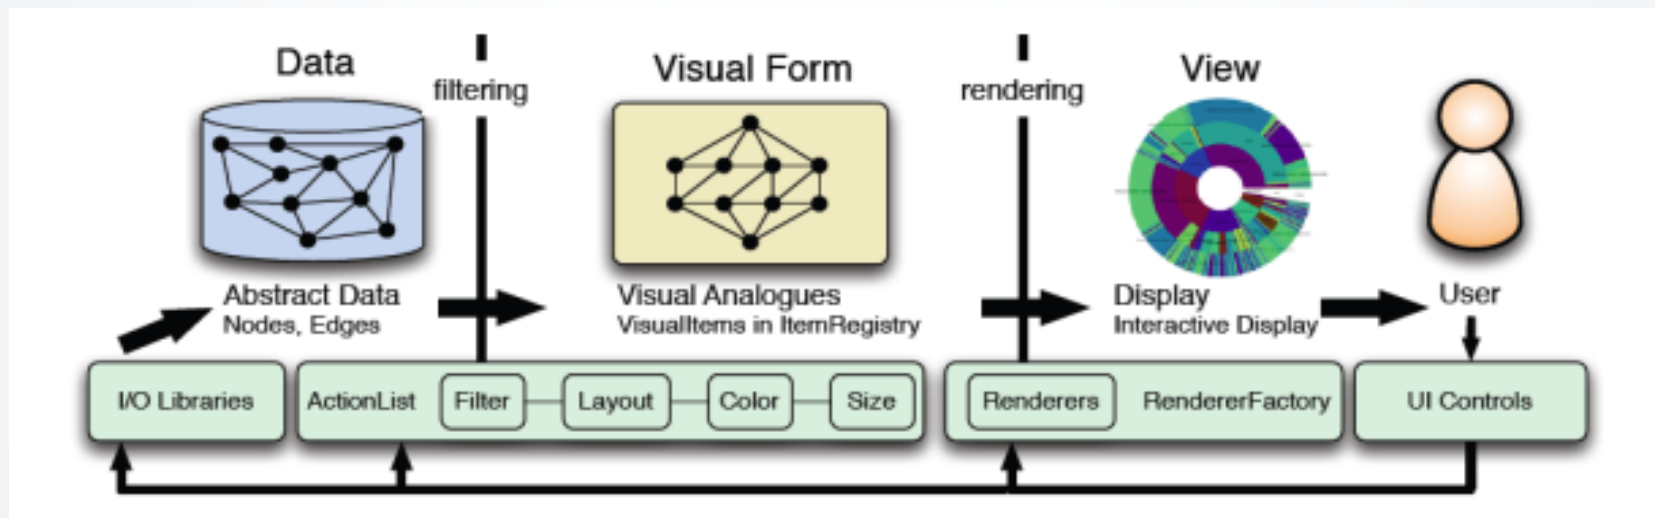 Data
filtering
Visual Form
rendering
View
Abstract Data
Nodes, Edges
Visual Analogues
VisualItems in ItemRegistry
Display
Interactive Display
User
I/O Libraries
ActionList
Filter
Layout
Color
Size
Renderers
RendererFactory
UI Controls